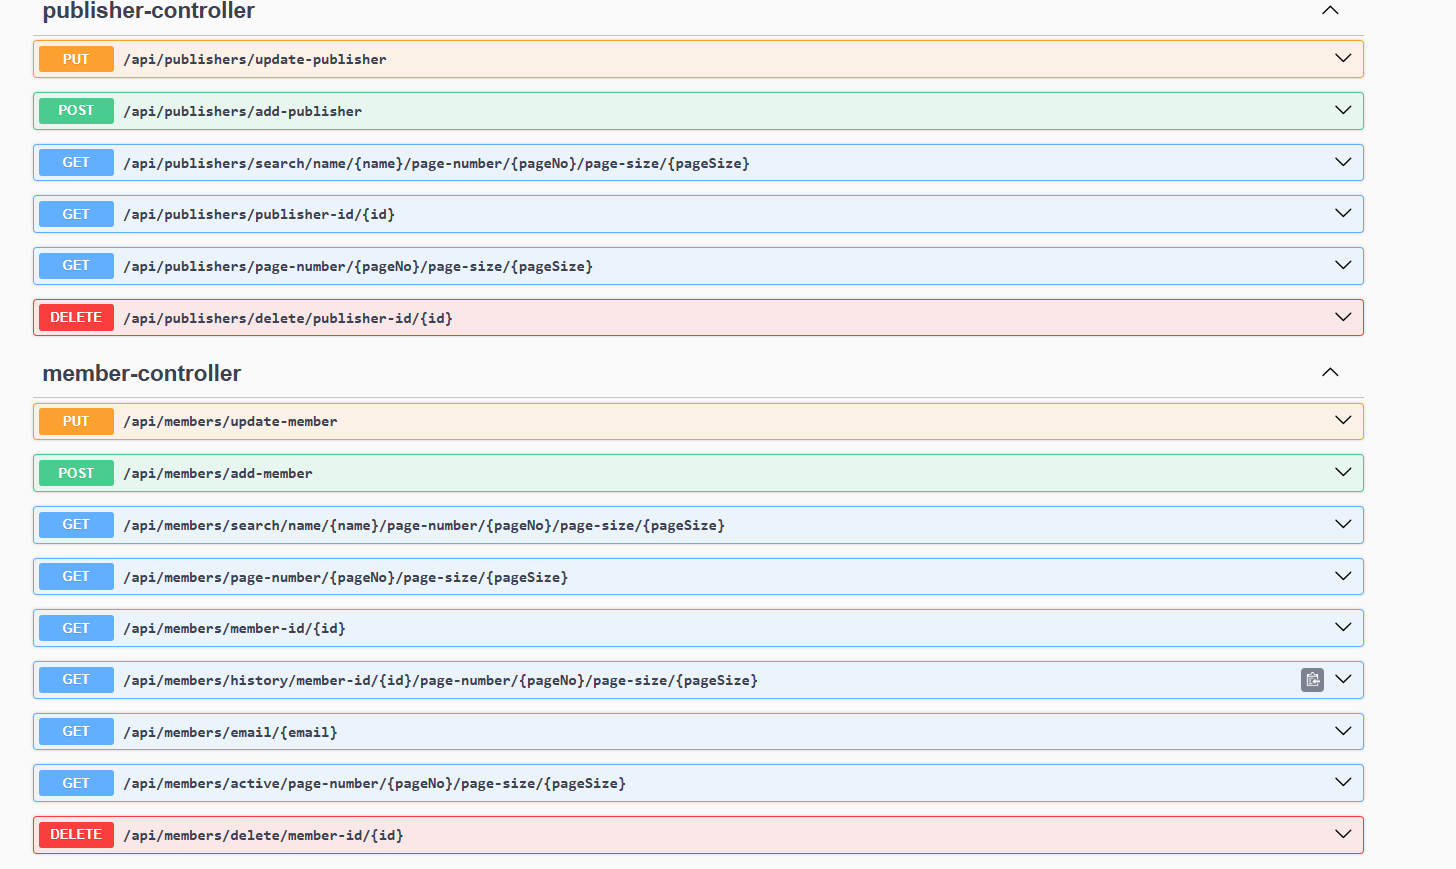 publisher-controller
PUT /api/publishers/update-publisher
POST /api/publishers/add-publisher
GET /api/publishers/search/name/{name}/page-number/{pageNo}/page-size/{pageSize}
GET /api/publishers/publisher-id/{id}
GET /api/publishers/page-number/{pageNo}/page-size/{pageSize}
DELETE /api/publishers/delete/publisher-id/{id}
member-controller
PUT /api/members/update-member
POST /api/members/add-member
GET /api/members/search/name/{name}/page-number/{pageNo}/page-size/{pageSize}
GET /api/members/page-number/{pageNo}/page-size/{pageSize}
GET /api/members/member-id/{id}
GET /api/members/history/member-id/{id}/page-number/{pageNo}/page-size/{pageSize}
GET /api/members/email/{email}
GET /api/members/active/page-number/{pageNo}/page-size/{pageSize}
DELETE /api/members/delete/member-id/{id}